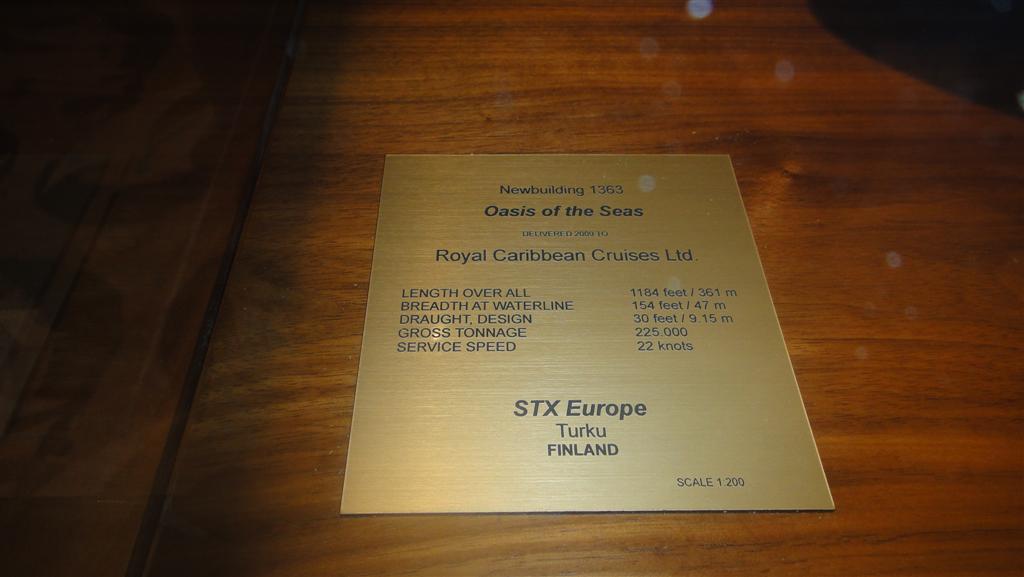 Newbuilding 1363
Oasis of the Seas
DELIVERED 2009 TO
Royal Caribbean Cruises Ltd.
LENGTH OVER ALL 1184 feet / 361 m
BREADTH AT WATERLINE 154 feet / 47 m
DRAUGHT, DESIGN 30 feet / 9.15 m
GROSS TONNAGE 225.000
SERVICE SPEED 22 knots
STX Europe
Turku
FINLAND
SCALE 1:200